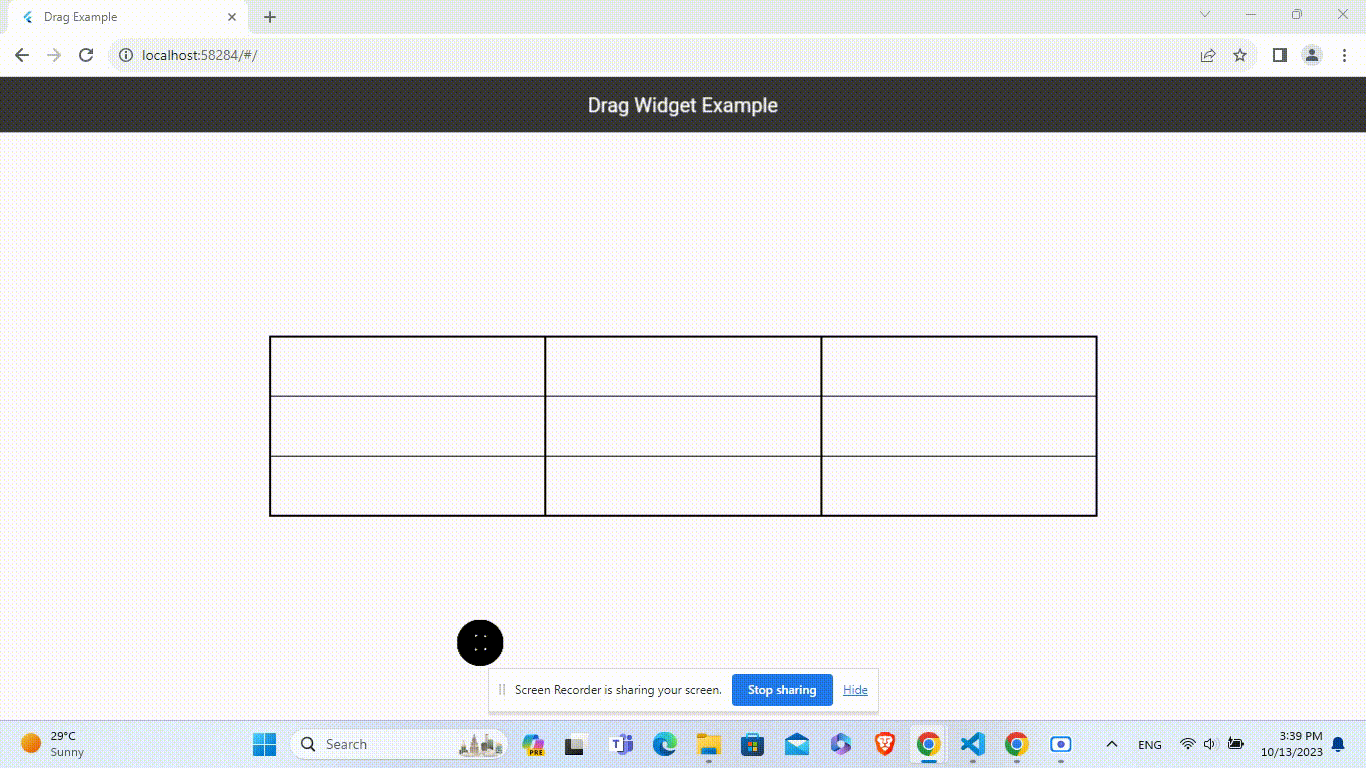 Drag Example
localhost:58284/#/
Drag Widget Example
Screen Recorder is sharing your screen.
Stop sharing
Hide
29°C
Sunny
Search
PRE
ENG
3:39 PM
10/13/2023